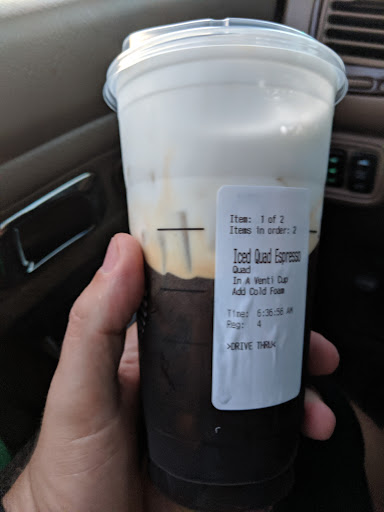 Item: 1 of 2
Items in order: 2
Iced Quad Espresso
Quad
In A Venti Cup
Add Cold Foam
Time: 6:36:56 AM
Reg: 4
>DRIVE THRU<